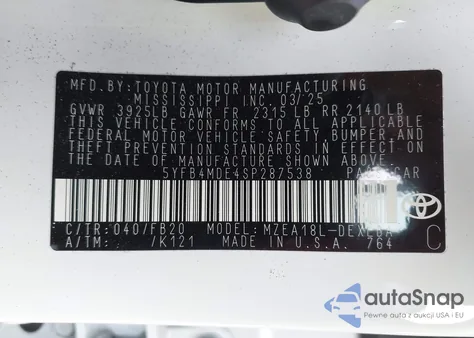 MFD.BY: TOYOTA MOTOR MANUFACTURING
MISSISSIPPI INC. 03/25
GVWR 3925LB GAWR FR 2315 LB RR 2140 LB
THIS VEHICLE CONFORMS TO ALL APPLICABLE
FEDERAL MOTOR VEHICLE SAFETY, BUMPER, AND
THEFT PREVENTION STANDARDS IN EFFECT ON
THE DATE OF MANUFACTURE SHOWN ABOVE.
5YFB4MDE4SP287538 CAR
C/TR: 040/FB20 MODEL: MZEA18L-
A/TM: /K121 MADE IN U.S.A. 764 C
autoSnap
Pewne auta z aukcji USA i EU